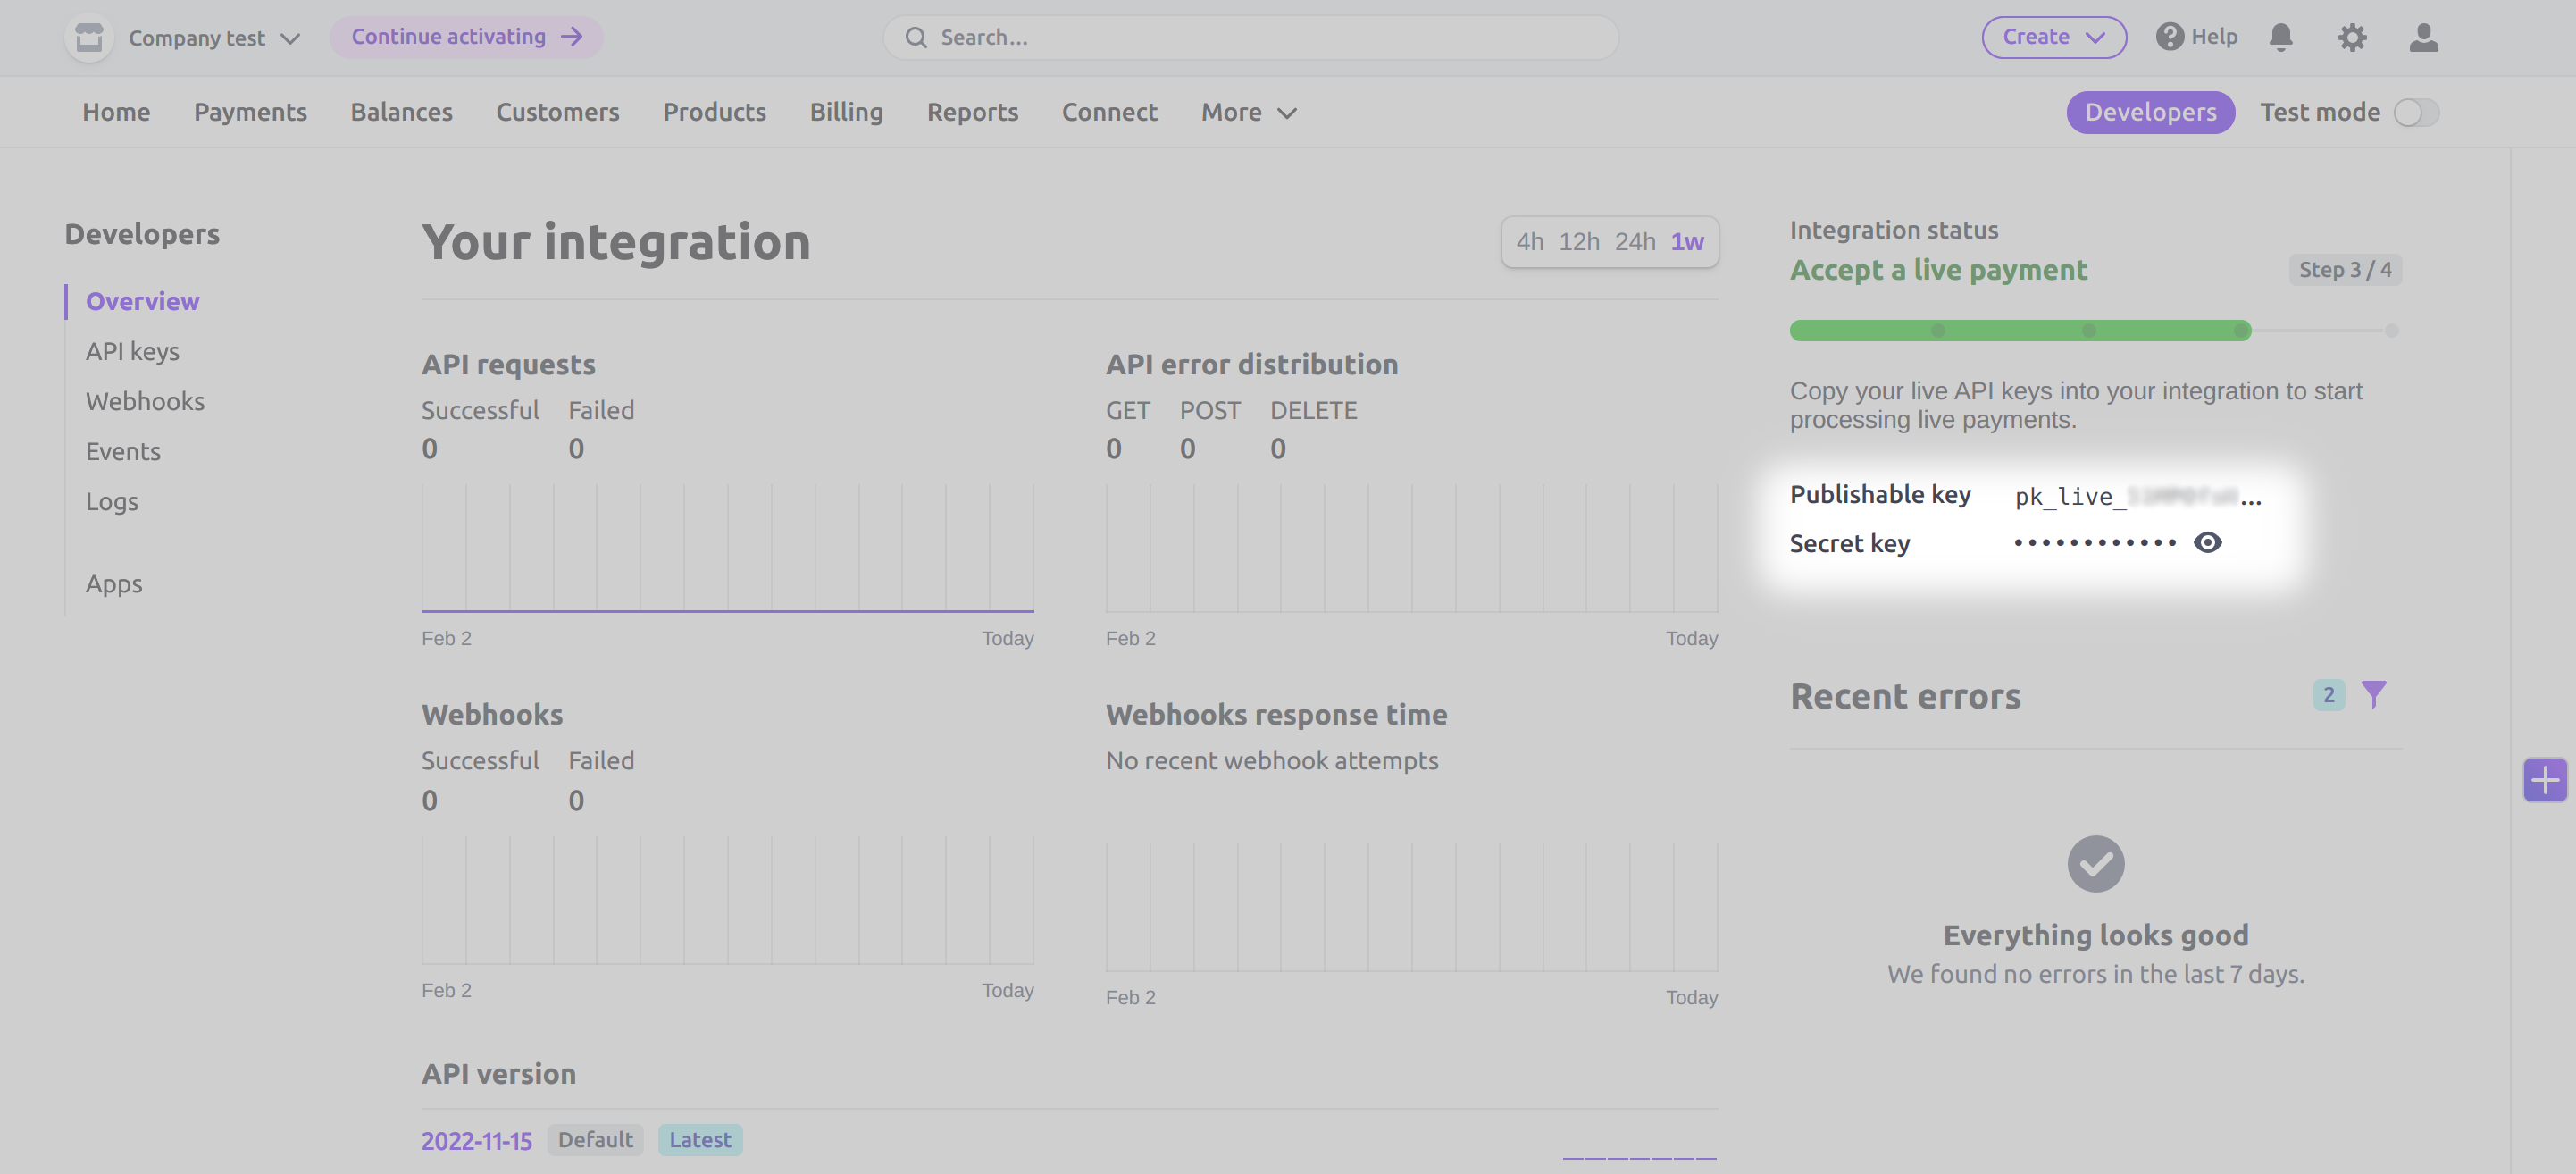 Company test
Continue activating
Search...
Create
Help
Home Payments Balances Customers Products Billing Reports Connect More
Developers Test mode
Developers
Overview
API keys
Webhooks
Events
Logs
Apps
Your integration
4h 12h 24h 1w
API requests
Successful Failed
0 0
Feb 2 Today
API error distribution
GET POST DELETE
0 0 0
Feb 2 Today
Webhooks
Successful Failed
0 0
Feb 2 Today
Webhooks response time
No recent webhook attempts
Feb 2 Today
API version
2022-11-15 Default Latest
Integration status
Accept a live payment Step 3 / 4
Copy your live API keys into your integration to start
processing live payments.
Publishable key pk_live_...
Secret key ••••••••••••
Recent errors 2
Everything looks good
We found no errors in the last 7 days.